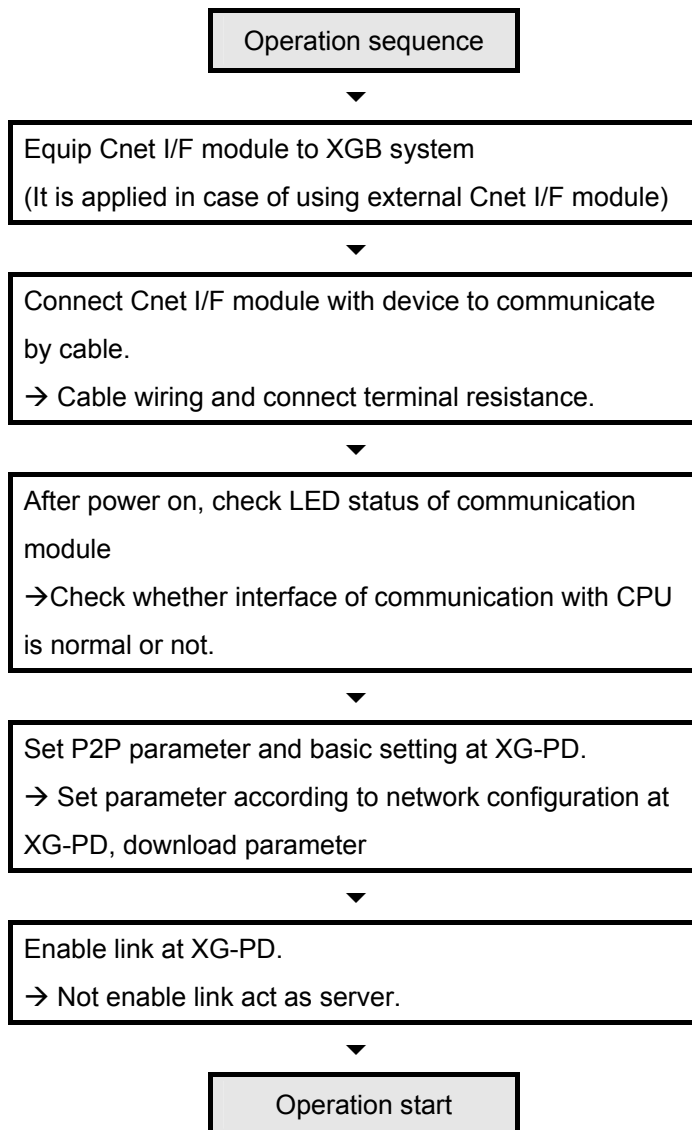 Operation sequence
Equip Cnet I/F module to XGB system
(It is applied in case of using external Cnet I/F module)
Connect Cnet I/F module with device to communicate
by cable.
→ Cable wiring and connect terminal resistance.
After power on, check LED status of communication
module
→Check whether interface of communication with CPU
is normal or not.
Set P2P parameter and basic setting at XG-PD.
→ Set parameter according to network configuration at
XG-PD, download parameter
Enable link at XG-PD.
→ Not enable link act as server.
Operation start